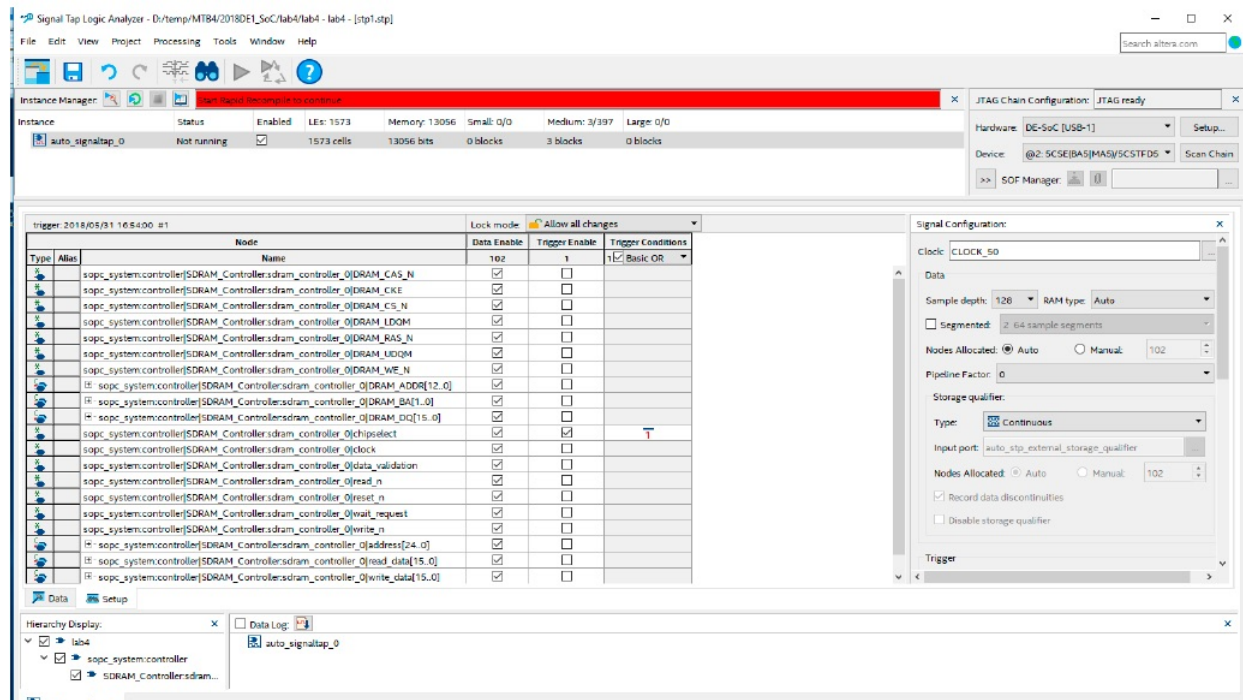 Signal Tap Logic Analyzer - D:/temp/MTB4/2018DE1_SoC/lab4/lab4 - lab4 - [stp1.stp]
File Edit View Project Processing Tools Window Help
Search altera.com
Instance Manager: Start Rapid Recompile to continue
JTAG Chain Configuration: JTAG ready
Instance Status Enabled LEs: 1573 Memory: 13056 Small: 0/0 Medium: 3/397 Large: 0/0
auto_signaltap_0 Not running 1573 cells 13056 bits 0 blocks 3 blocks 0 blocks
Hardware: DE-SoC [USB-1] Setup...
Device: @2: 5CSE(BA5|MA5)/5CSTFD5 Scan Chain
>> SOF Manager: ...
trigger: 2018/05/31 16:54:00 #1 Lock mode: Allow all changes
Node Data Enable Trigger Enable Trigger Conditions
Type Alias Name 102 1 1 Basic OR
sopc_system:controller|SDRAM_Controller:sdram_controller_0|DRAM_CAS_N
sopc_system:controller|SDRAM_Controller:sdram_controller_0|DRAM_CKE
sopc_system:controller|SDRAM_Controller:sdram_controller_0|DRAM_CS_N
sopc_system:controller|SDRAM_Controller:sdram_controller_0|DRAM_LDQM
sopc_system:controller|SDRAM_Controller:sdram_controller_0|DRAM_RAS_N
sopc_system:controller|SDRAM_Controller:sdram_controller_0|DRAM_UDQM
sopc_system:controller|SDRAM_Controller:sdram_controller_0|DRAM_WE_N
sopc_system:controller|SDRAM_Controller:sdram_controller_0|DRAM_ADDR[12..0]
sopc_system:controller|SDRAM_Controller:sdram_controller_0|DRAM_BA[1..0]
sopc_system:controller|SDRAM_Controller:sdram_controller_0|DRAM_DQ[15..0]
sopc_system:controller|SDRAM_Controller:sdram_controller_0|chipselect 1
sopc_system:controller|SDRAM_Controller:sdram_controller_0|clock
sopc_system:controller|SDRAM_Controller:sdram_controller_0|data_validation
sopc_system:controller|SDRAM_Controller:sdram_controller_0|read_n
sopc_system:controller|SDRAM_Controller:sdram_controller_0|reset_n
sopc_system:controller|SDRAM_Controller:sdram_controller_0|wait_request
sopc_system:controller|SDRAM_Controller:sdram_controller_0|write_n
sopc_system:controller|SDRAM_Controller:sdram_controller_0|address[24..0]
sopc_system:controller|SDRAM_Controller:sdram_controller_0|read_data[15..0]
sopc_system:controller|SDRAM_Controller:sdram_controller_0|write_data[15..0]
Signal Configuration:
Clock: CLOCK_50 ...
Data
Sample depth: 128 RAM type: Auto
Segmented: 2 64 sample segments
Nodes Allocated: Auto Manual: 102
Pipeline Factor: 0
Storage qualifier:
Type: Continuous
Input port: auto_stp_external_storage_qualifier ...
Nodes Allocated: Auto Manual: 102
Record data discontinuities
Disable storage qualifier
Trigger
Data Setup
Hierarchy Display:
lab4
sopc_system:controller
SDRAM_Controller:sdram...
Data Log:
auto_signaltap_0